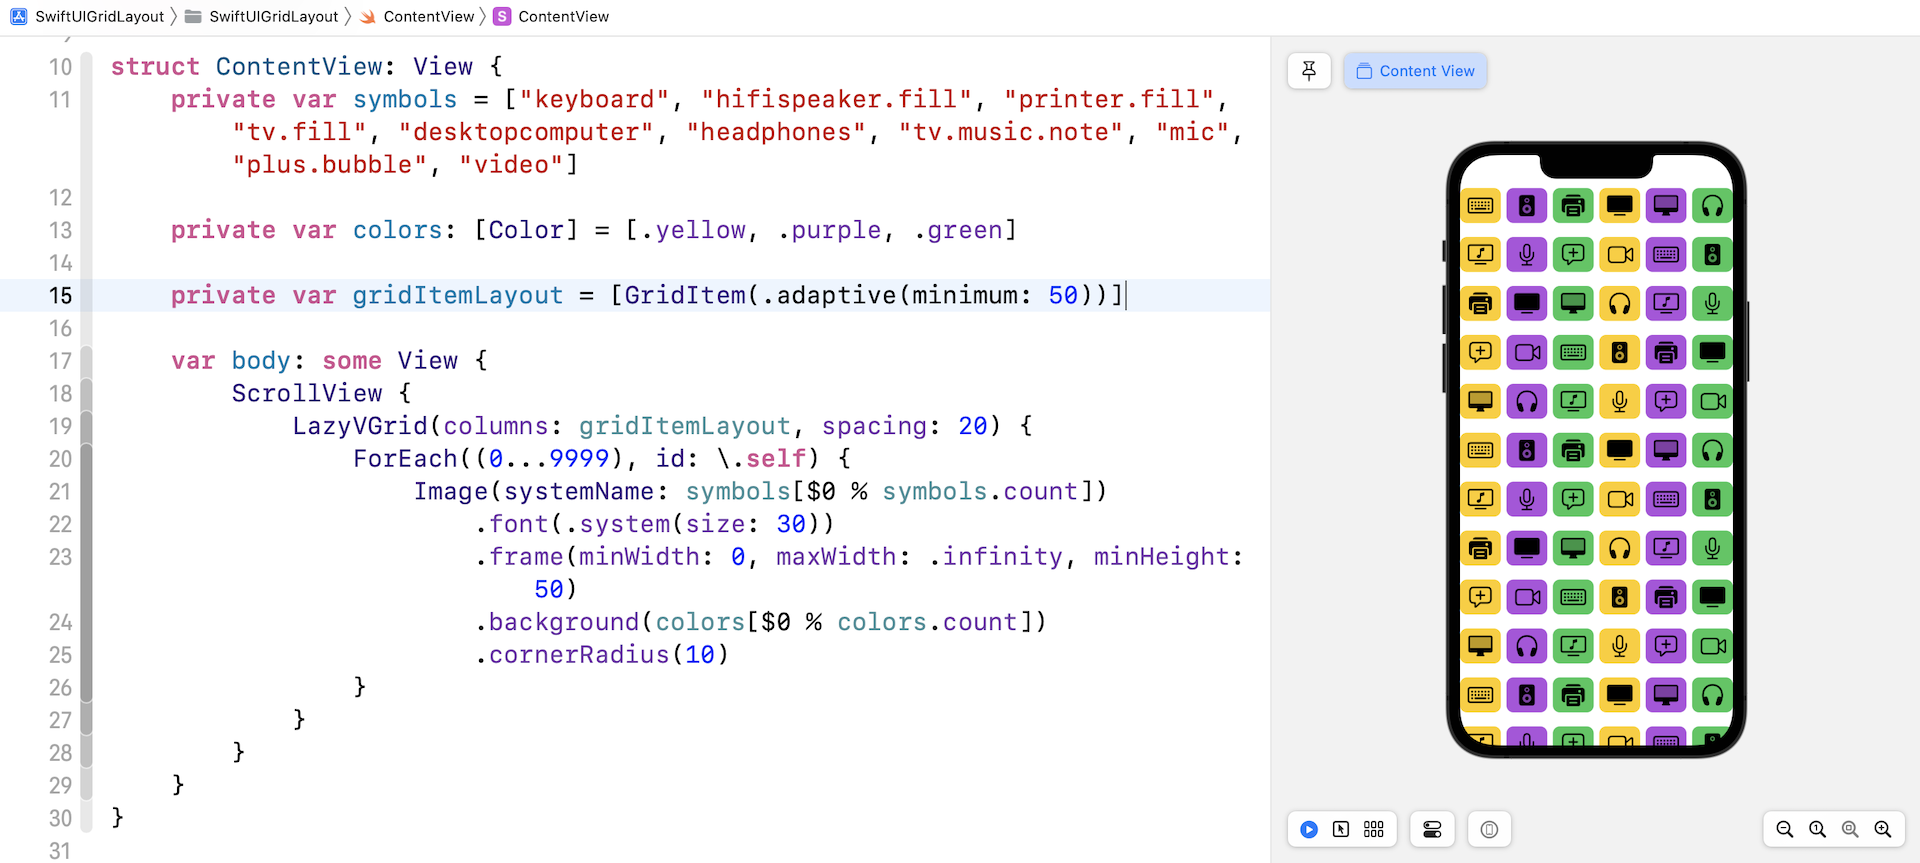 SwiftUIGridLayout SwiftUIGridLayout ContentView S ContentView
10 struct ContentView: View {
11 private var symbols = ["keyboard", "hifispeaker.fill", "printer.fill",
"tv.fill", "desktopcomputer", "headphones", "tv.music.note", "mic",
"plus.bubble", "video"]
12
13 private var colors: [Color] = [.yellow, .purple, .green]
14
15 private var gridItemLayout = [GridItem(.adaptive(minimum: 50))]
16
17 var body: some View {
18 ScrollView {
19 LazyVGrid(columns: gridItemLayout, spacing: 20) {
20 ForEach((0...9999), id: \.self) {
21 Image(systemName: symbols[$0 % symbols.count])
22 .font(.system(size: 30))
23 .frame(minWidth: 0, maxWidth: .infinity, minHeight:
50)
24 .background(colors[$0 % colors.count])
25 .cornerRadius(10)
26 }
27 }
28 }
29 }
30 }
31
Content View